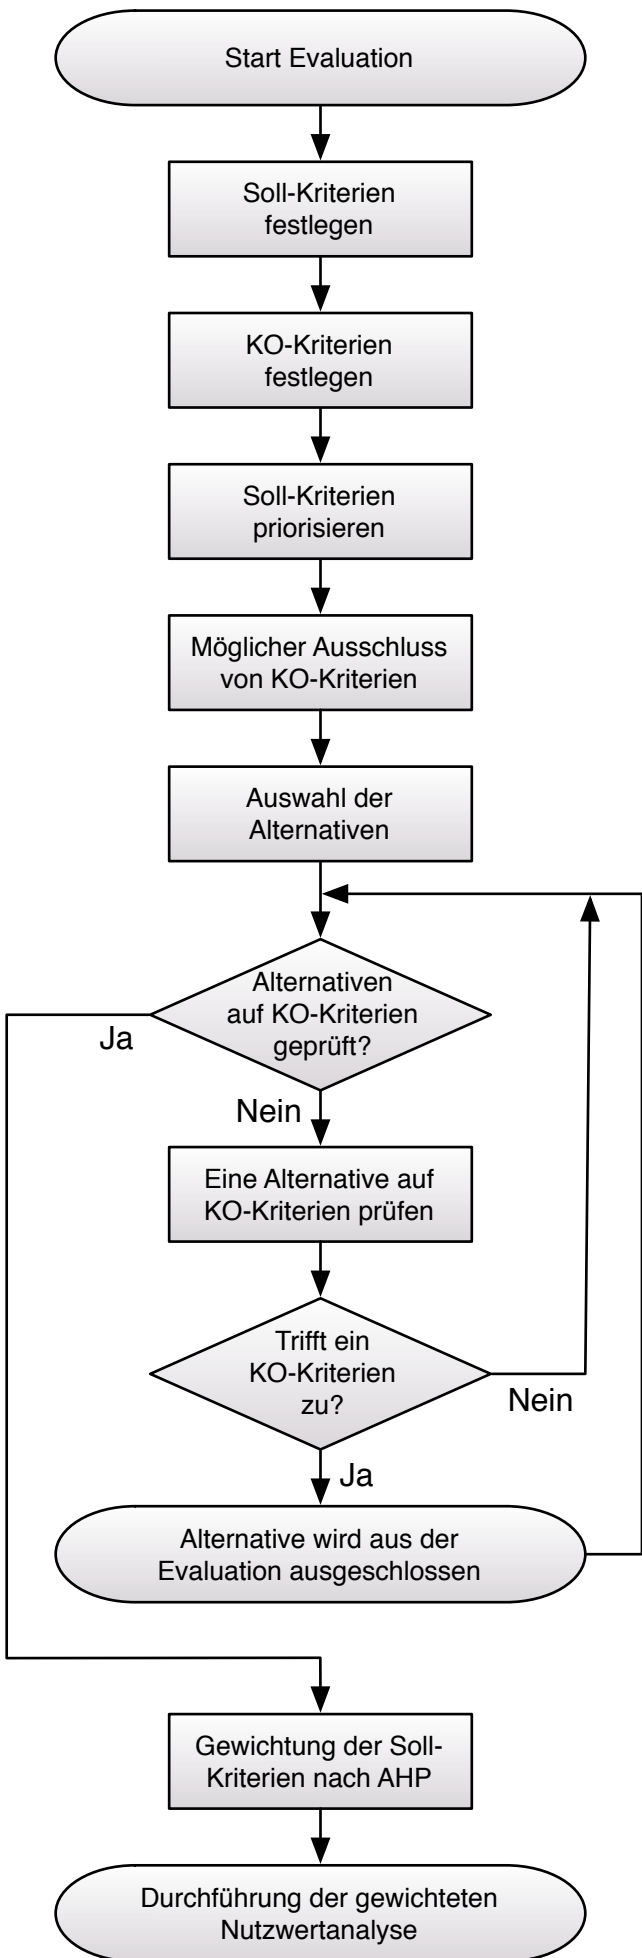 Start Evaluation
Soll-Kriterien
festlegen
KO-Kriterien
festlegen
Soll-Kriterien
priorisieren
Möglicher Ausschluss
von KO-Kriterien
Auswahl der
Alternativen
Alternativen
auf KO-Kriterien
geprüft?
Ja
Nein
Eine Alternative auf
KO-Kriterien prüfen
Trifft ein
KO-Kriterien
zu?
Nein
Ja
Alternative wird aus der
Evaluation ausgeschlossen
Gewichtung der Soll-
Kriterien nach AHP
Durchführung der gewichteten
Nutzwertanalyse